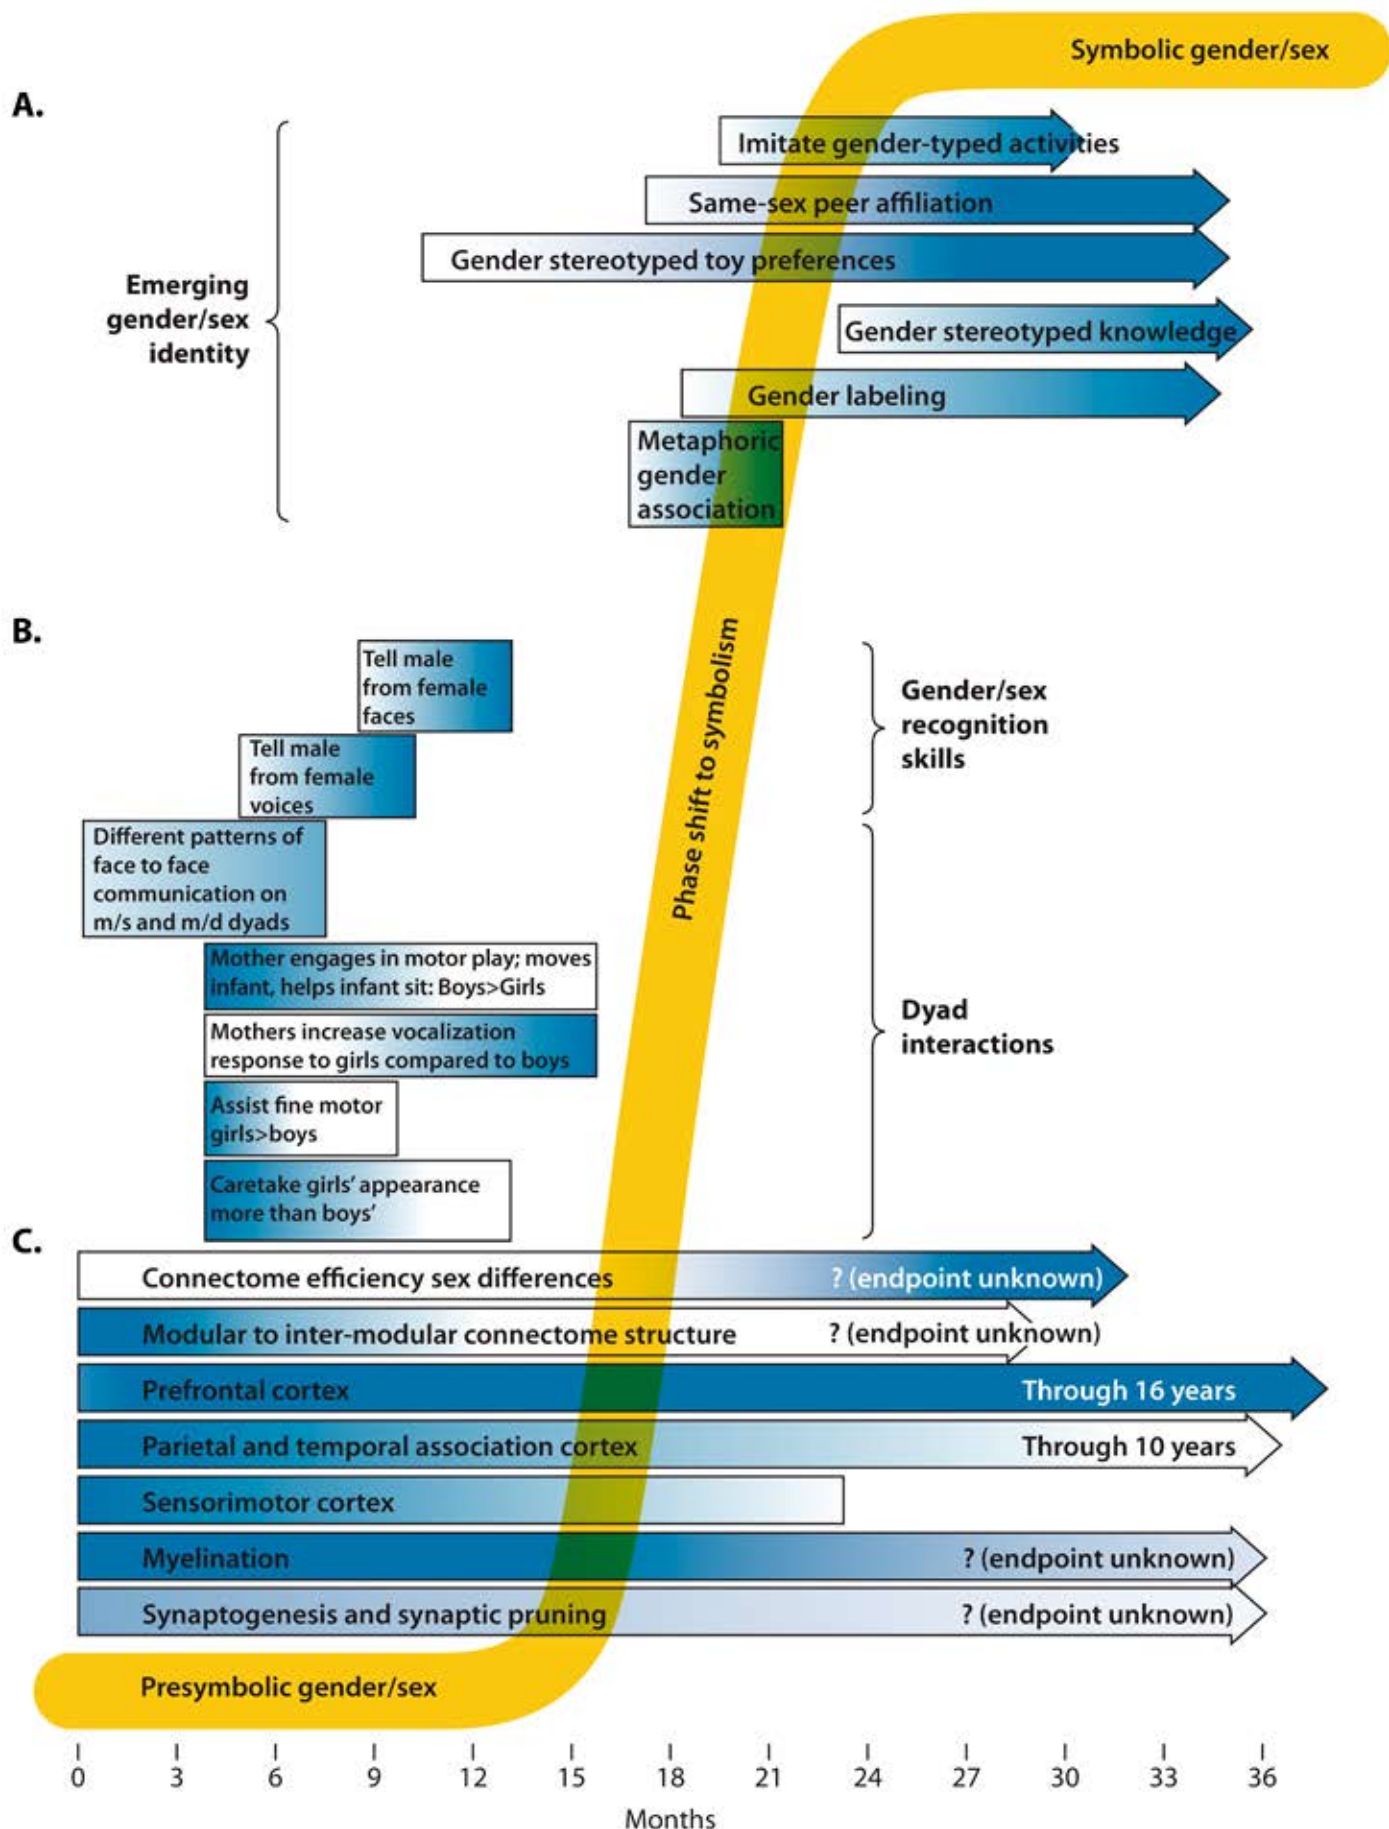 Symbolic gender/sex
A.
Imitate gender-typed activities
Same-sex peer affiliation
Gender stereotyped toy preferences
Emerging
gender/sex
identity
Gender stereotyped knowledge
Gender labeling
Metaphoric
gender
association
B.
Tell male
from female
faces
Tell male
from female
voices
Gender/sex
recognition
skills
Phase shift to symbolism
Different patterns of
face to face
communication on
m/s and m/d dyads
Mother engages in motor play; moves
infant, helps infant sit: Boys>Girls
Mothers increase vocalization
response to girls compared to boys
Assist fine motor
girls>boys
Caretake girls' appearance
more than boys'
Dyad
interactions
C.
Connectome efficiency sex differences ? (endpoint unknown)
Modular to inter-modular connectome structure ? (endpoint unknown)
Prefrontal cortex Through 16 years
Parietal and temporal association cortex Through 10 years
Sensorimotor cortex
Myelination ? (endpoint unknown)
Synaptogenesis and synaptic pruning ? (endpoint unknown)
Presymbolic gender/sex
0 3 6 9 12 15 18 21 24 27 30 33 36
Months